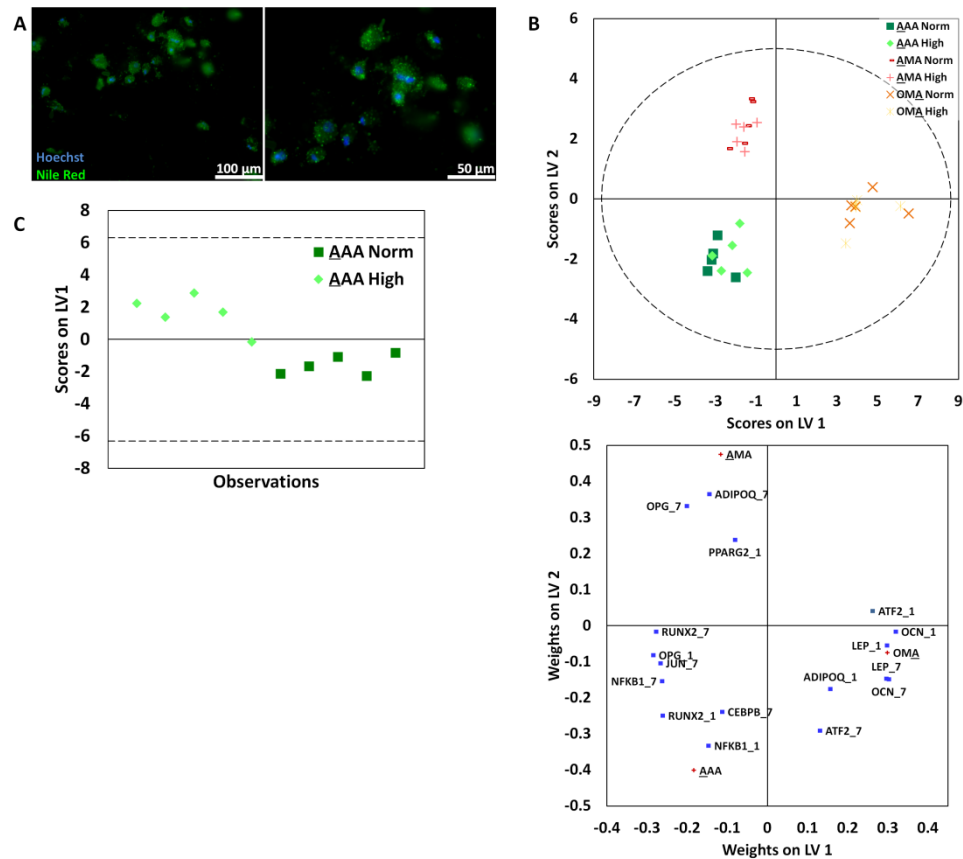 A
Hoechst
Nile Red
100 µm
50 µm
B
6
4
2
0
-2
-4
-6
Scores on LV 2
-9 -7 -5 -3 -1 1 3 5 7 9
Scores on LV 1
AAA Norm
AAA High
AMA Norm
AMA High
OMA Norm
OMA High
C
8
6
4
2
0
-2
-4
-6
-8
Scores on LV1
AAA Norm
AAA High
Observations
0.5
0.4
0.3
0.2
0.1
0
-0.1
-0.2
-0.3
-0.4
-0.5
Weights on LV 2
AMA
ADIPOQ_7
OPG_7
PPARG2_1
ATF2_1
RUNX2_7
OCN_1
LEP_1
OMA
OPG_1
JUN_7
LEP_7
NFKB1_7
ADIPOQ_1
OCN_7
RUNX2_1
CEBPB_7
ATF2_7
NFKB1_1
AAA
-0.4 -0.3 -0.2 -0.1 0 0.1 0.2 0.3 0.4
Weights on LV 1